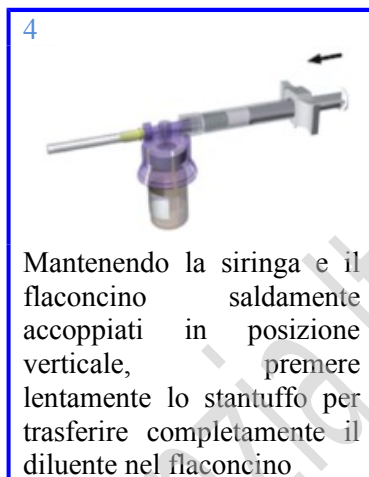 4
Mantenendo la siringa e il
flaconcino saldamente
accoppiati in posizione
verticale, premere
lentamente lo stantuffo per
trasferire completamente il
diluente nel flaconcino